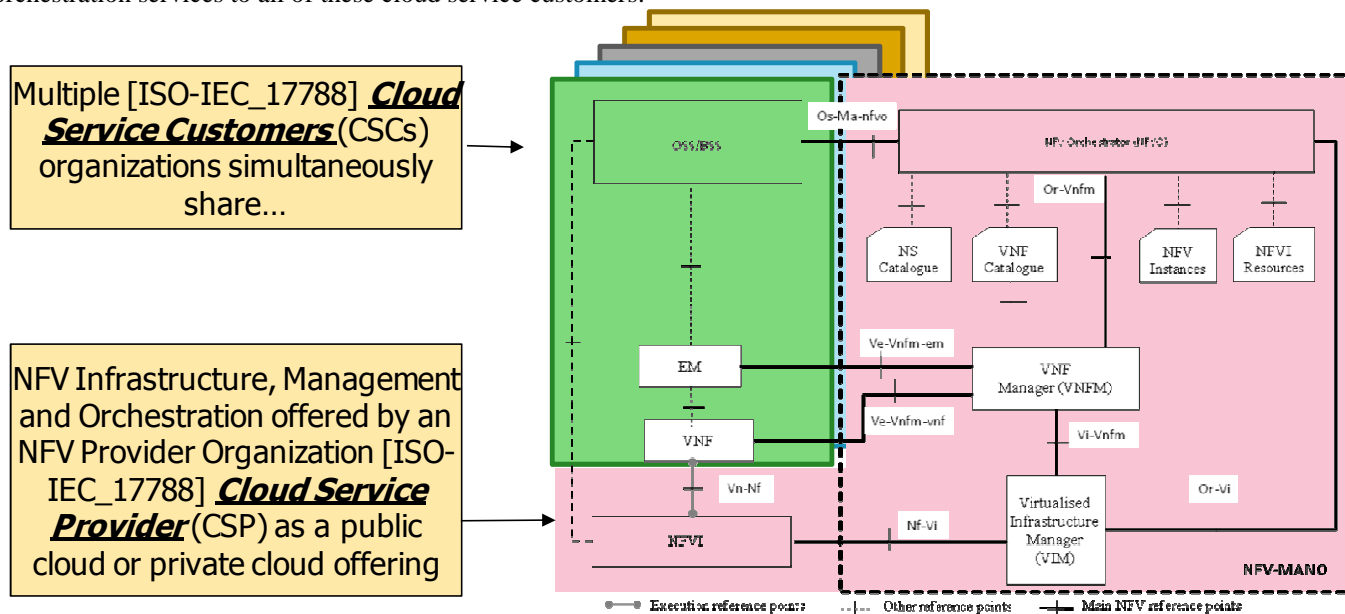 orchestration services to all of these cloud service customers.
Multiple [ISO-IEC_17788] Cloud
Service Customers (CSCs)
organizations simultaneously
share…
NFV Infrastructure, Management
and Orchestration offered by an
NFV Provider Organization [ISO-
IEC_17788] Cloud Service
Provider (CSP) as a public
cloud or private cloud offering
OSS/BSS
Os-Ma-nfvo
NFV Orchestrator (NFVO)
Or-Vnfm
NS
Catalogue
VNF
Catalogue
NFV
Instances
NFVI
Resources
EM
Ve-Vnfm-em
VNF
Manager (VNFM)
VNF
Ve-Vnfm-vnf
Vi-Vnfm
Vn-Nf
Or-Vi
NFVI
Nf-Vi
Virtualised
Infrastructure
Manager
(VIM)
NFV-MANO
Execution reference points
Other reference points
Main NFV reference points